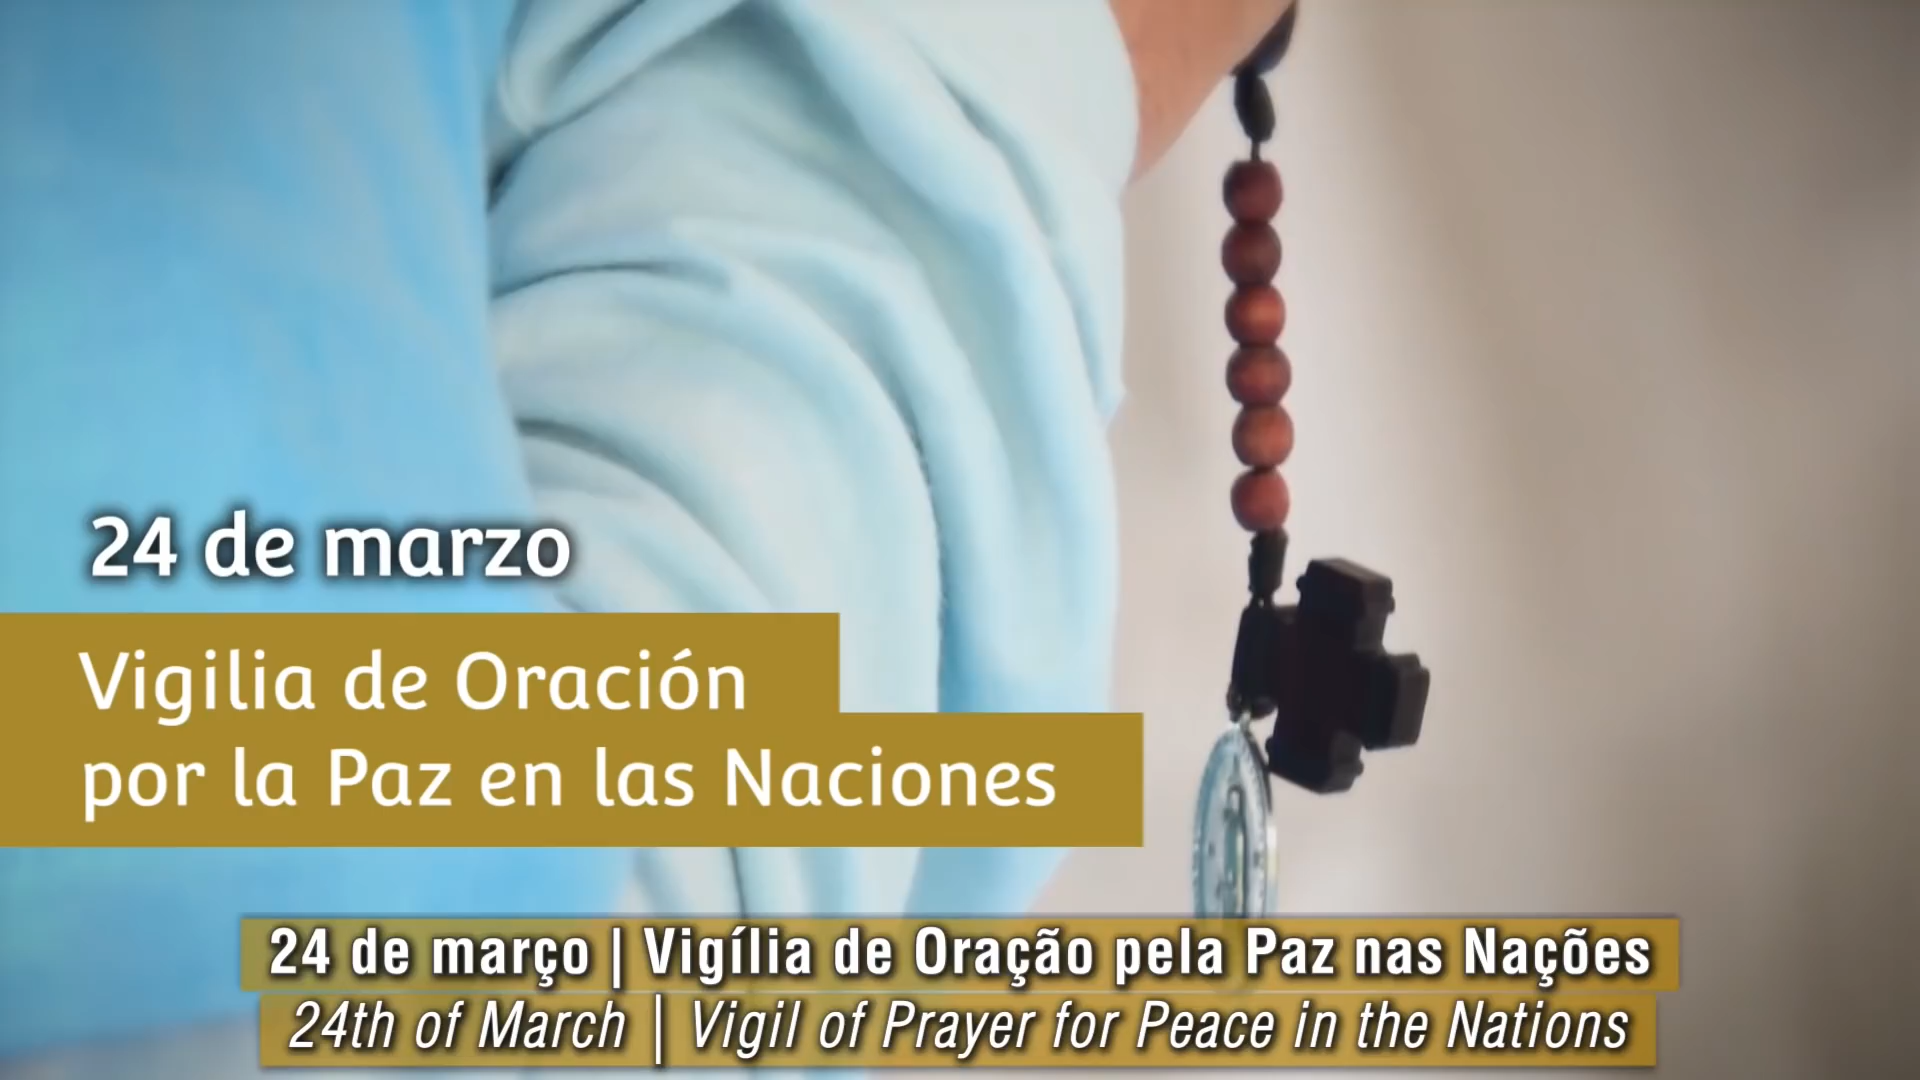 24 de marzo
Vigilia de Oración
por la Paz en las Naciones
24 de março | Vigília de Oração pela Paz nas Nações
24th of March | Vigil of Prayer for Peace in the Nations